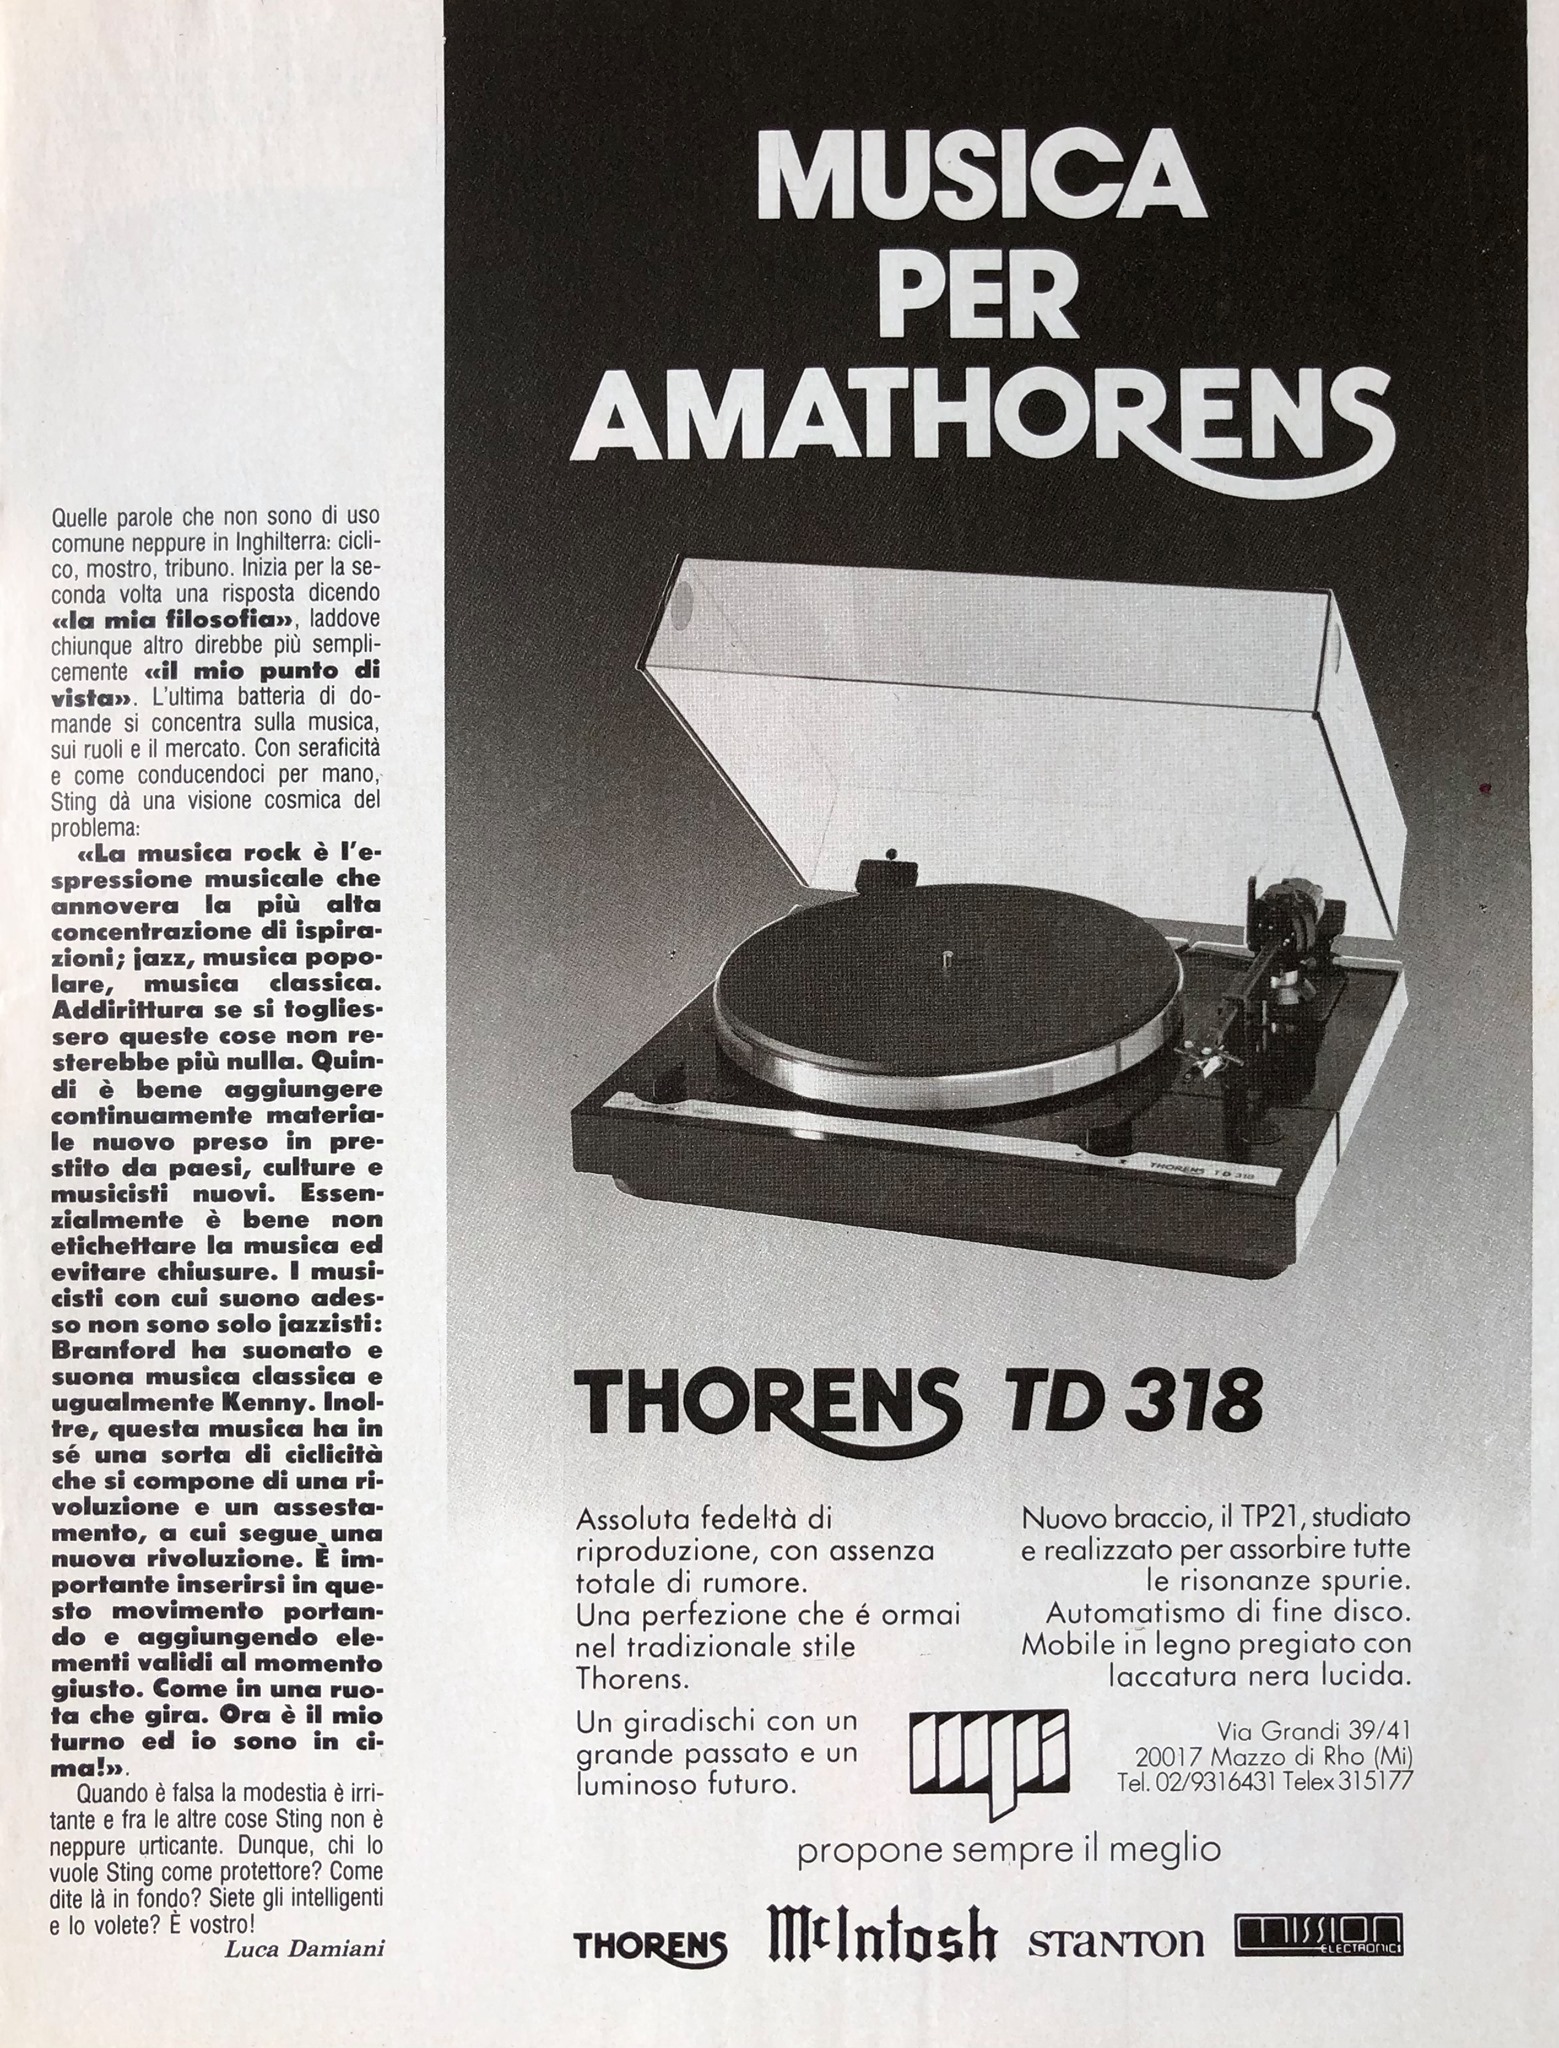 Quelle parole che non sono di uso
comune neppure in Inghilterra: cicli-
co, mostro, tribuno. Inizia per la se-
conda volta una risposta dicendo
«la mia filosofia», laddove
chiunque altro direbbe più sempli-
cemente «il mio punto di
vista». L'ultima batteria di do-
mande si concentra sulla musica,
sui ruoli e il mercato. Con seraficità
e come conducendoci per mano,
Sting dà una visione cosmica del
problema:
«La musica rock è l'e-
spressione musicale che
annovera la più alta
concentrazione di ispira-
zioni; jazz, musica popo-
lare, musica classica.
Addirittura se si toglies-
sero queste cose non re-
sterebbe più nulla. Quin-
di è bene aggiungere
continuamente materia-
le nuovo preso in pre-
stito da paesi, culture e
musicisti nuovi. Essen-
zialmente è bene non
etichettare la musica ed
evitare chiusure. I musi-
cisti con cui suono ades-
so non sono solo jazzisti:
Branford ha suonato e
suona musica classica e
ugualmente Kenny. Inol-
tre, questa musica ha in
sé una sorta di ciclicità
che si compone di una ri-
voluzione e un assesta-
mento, a cui segue una
nuova rivoluzione. È im-
portante inserirsi in que-
sto movimento portan-
do e aggiungendo ele-
menti validi al momento
giusto. Come in una ruo-
ta che gira. Ora è il mio
turno ed io sono in ci-
ma!».
Quando è falsa la modestia è irri-
tante e fra le altre cose Sting non è
neppure urticante. Dunque, chi lo
vuole Sting come protettore? Come
dite là in fondo? Siete gli intelligenti
e lo volete? È vostro!
Luca Damiani
MUSICA
PER
AMATHORENS
THORENS TD 318
THORENS TD 318
Assoluta fedeltà di
riproduzione, con assenza
totale di rumore.
Una perfezione che é ormai
nel tradizionale stile
Thorens.
Un giradischi con un
grande passato e un
luminoso futuro.
Nuovo braccio, il TP21, studiato
e realizzato per assorbire tutte
le risonanze spurie.
Automatismo di fine disco.
Mobile in legno pregiato con
laccatura nera lucida.
mpi
Via Grandi 39/41
20017 Mazzo di Rho (Mi)
Tel. 02/9316431 Telex 315177
propone sempre il meglio
THORENS McIntosh STANTON MISSION
ELECTRONICS